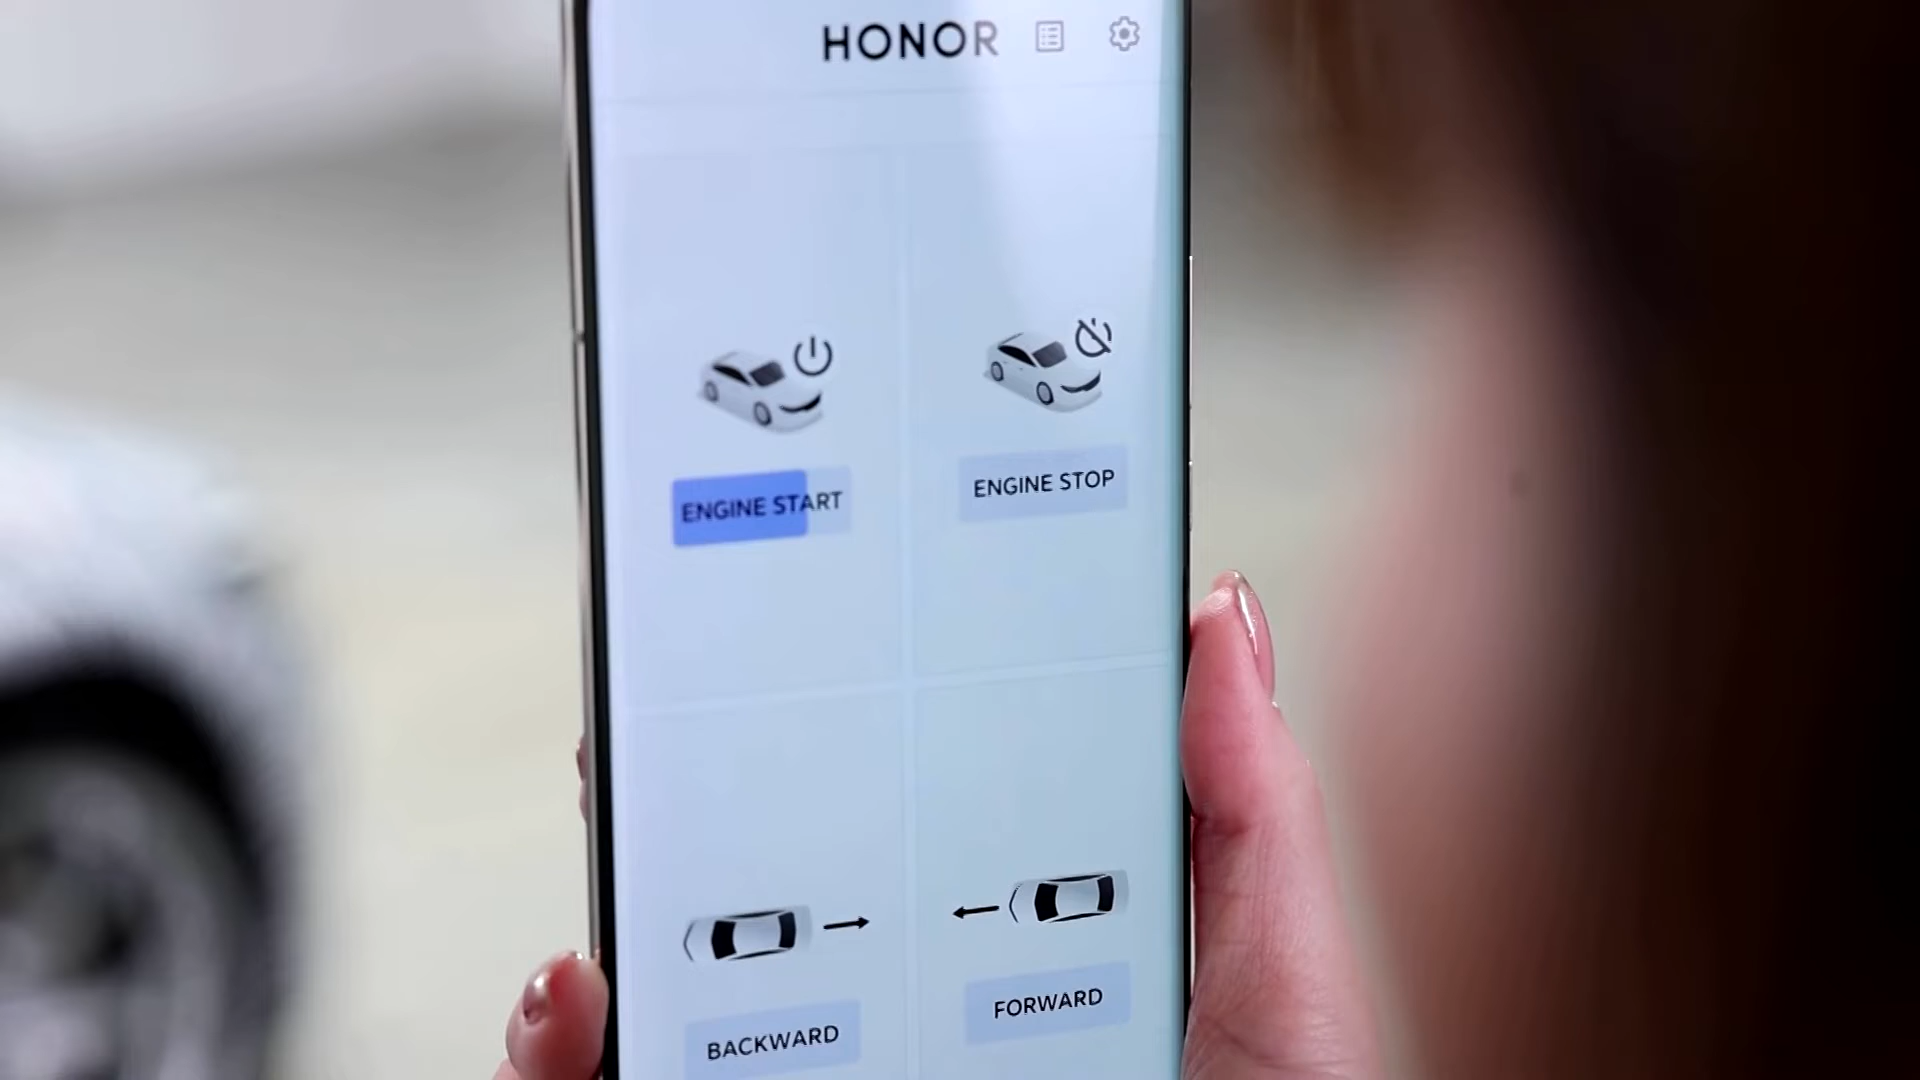 HONOR
ENGINE START
ENGINE STOP
BACKWARD
FORWARD